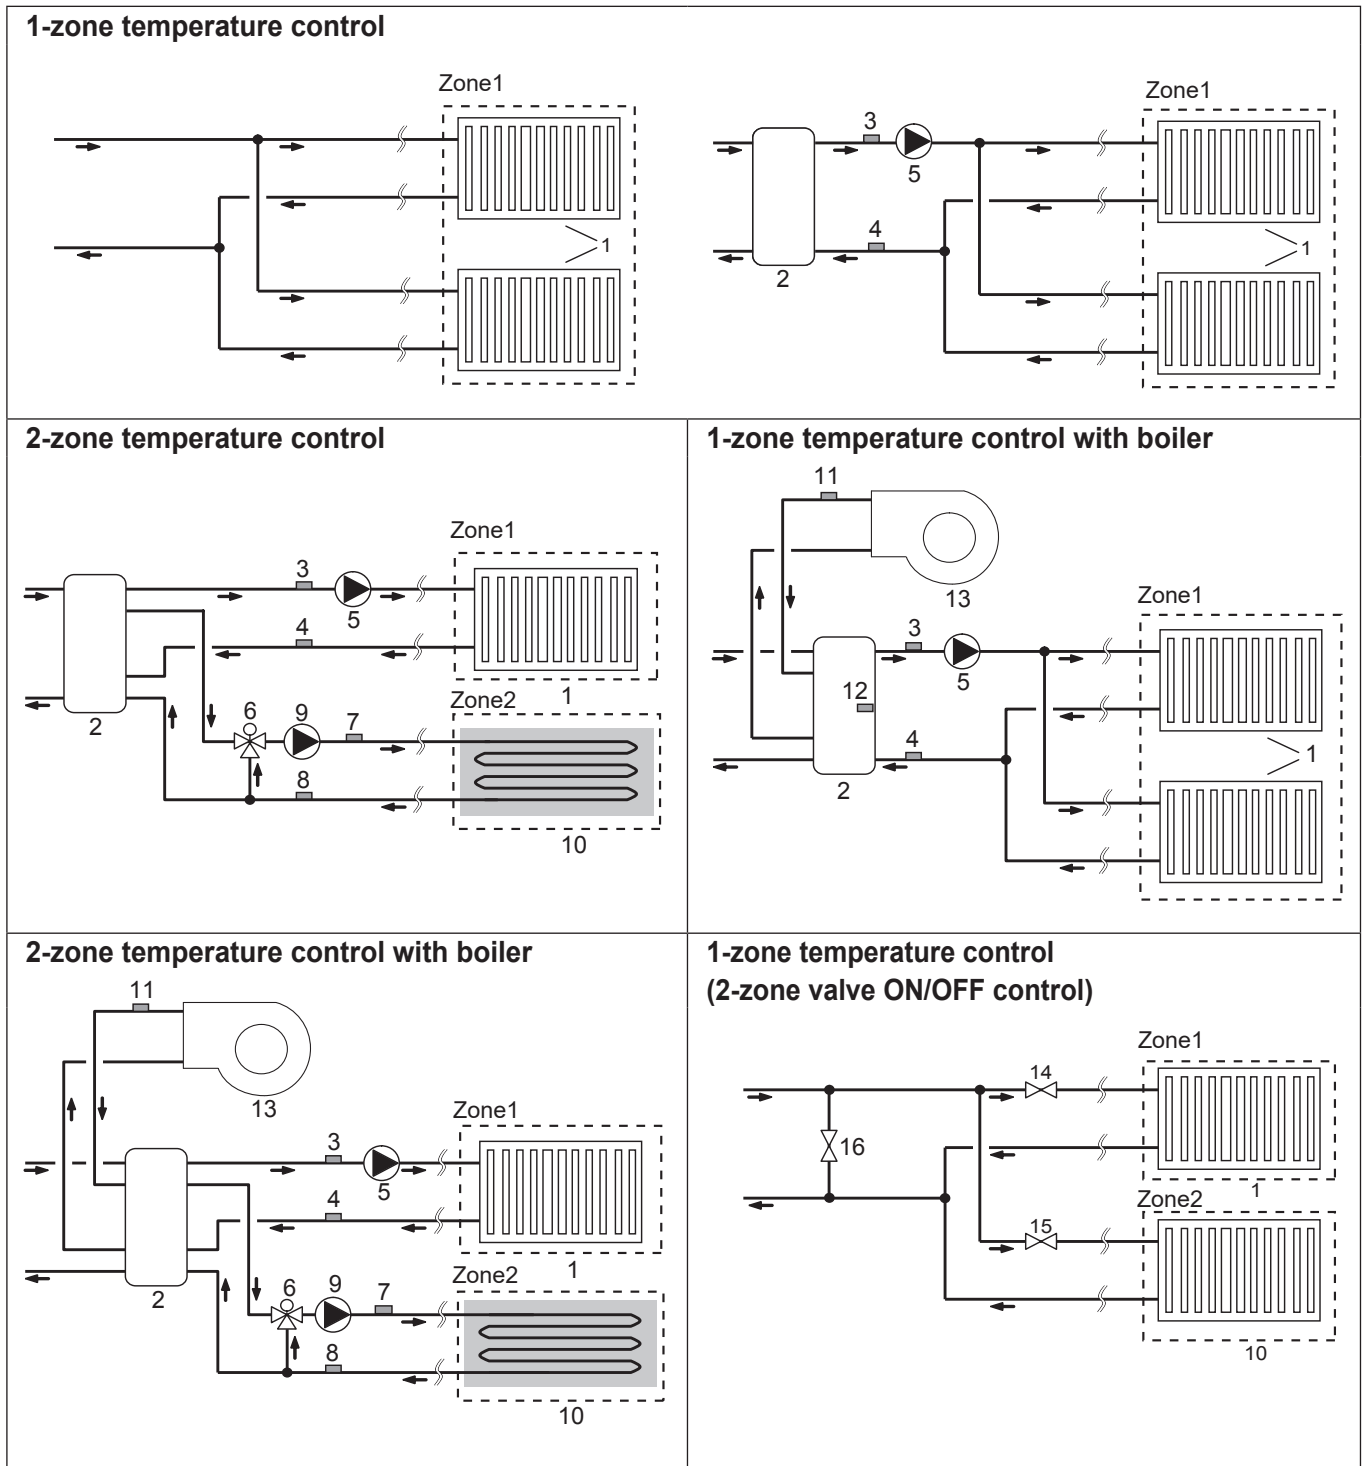 1-zone temperature control
Zone1
1
Zone1
3
5
4
2
1
2-zone temperature control
Zone1
3
5
4
1
2
Zone2
6
9
7
8
10
1-zone temperature control with boiler
11
13
Zone1
3
5
12
4
2
1
2-zone temperature control with boiler
11
13
Zone1
3
5
4
1
2
Zone2
6
9
7
8
10
1-zone temperature control
(2-zone valve ON/OFF control)
Zone1
14
16
1
Zone2
15
10